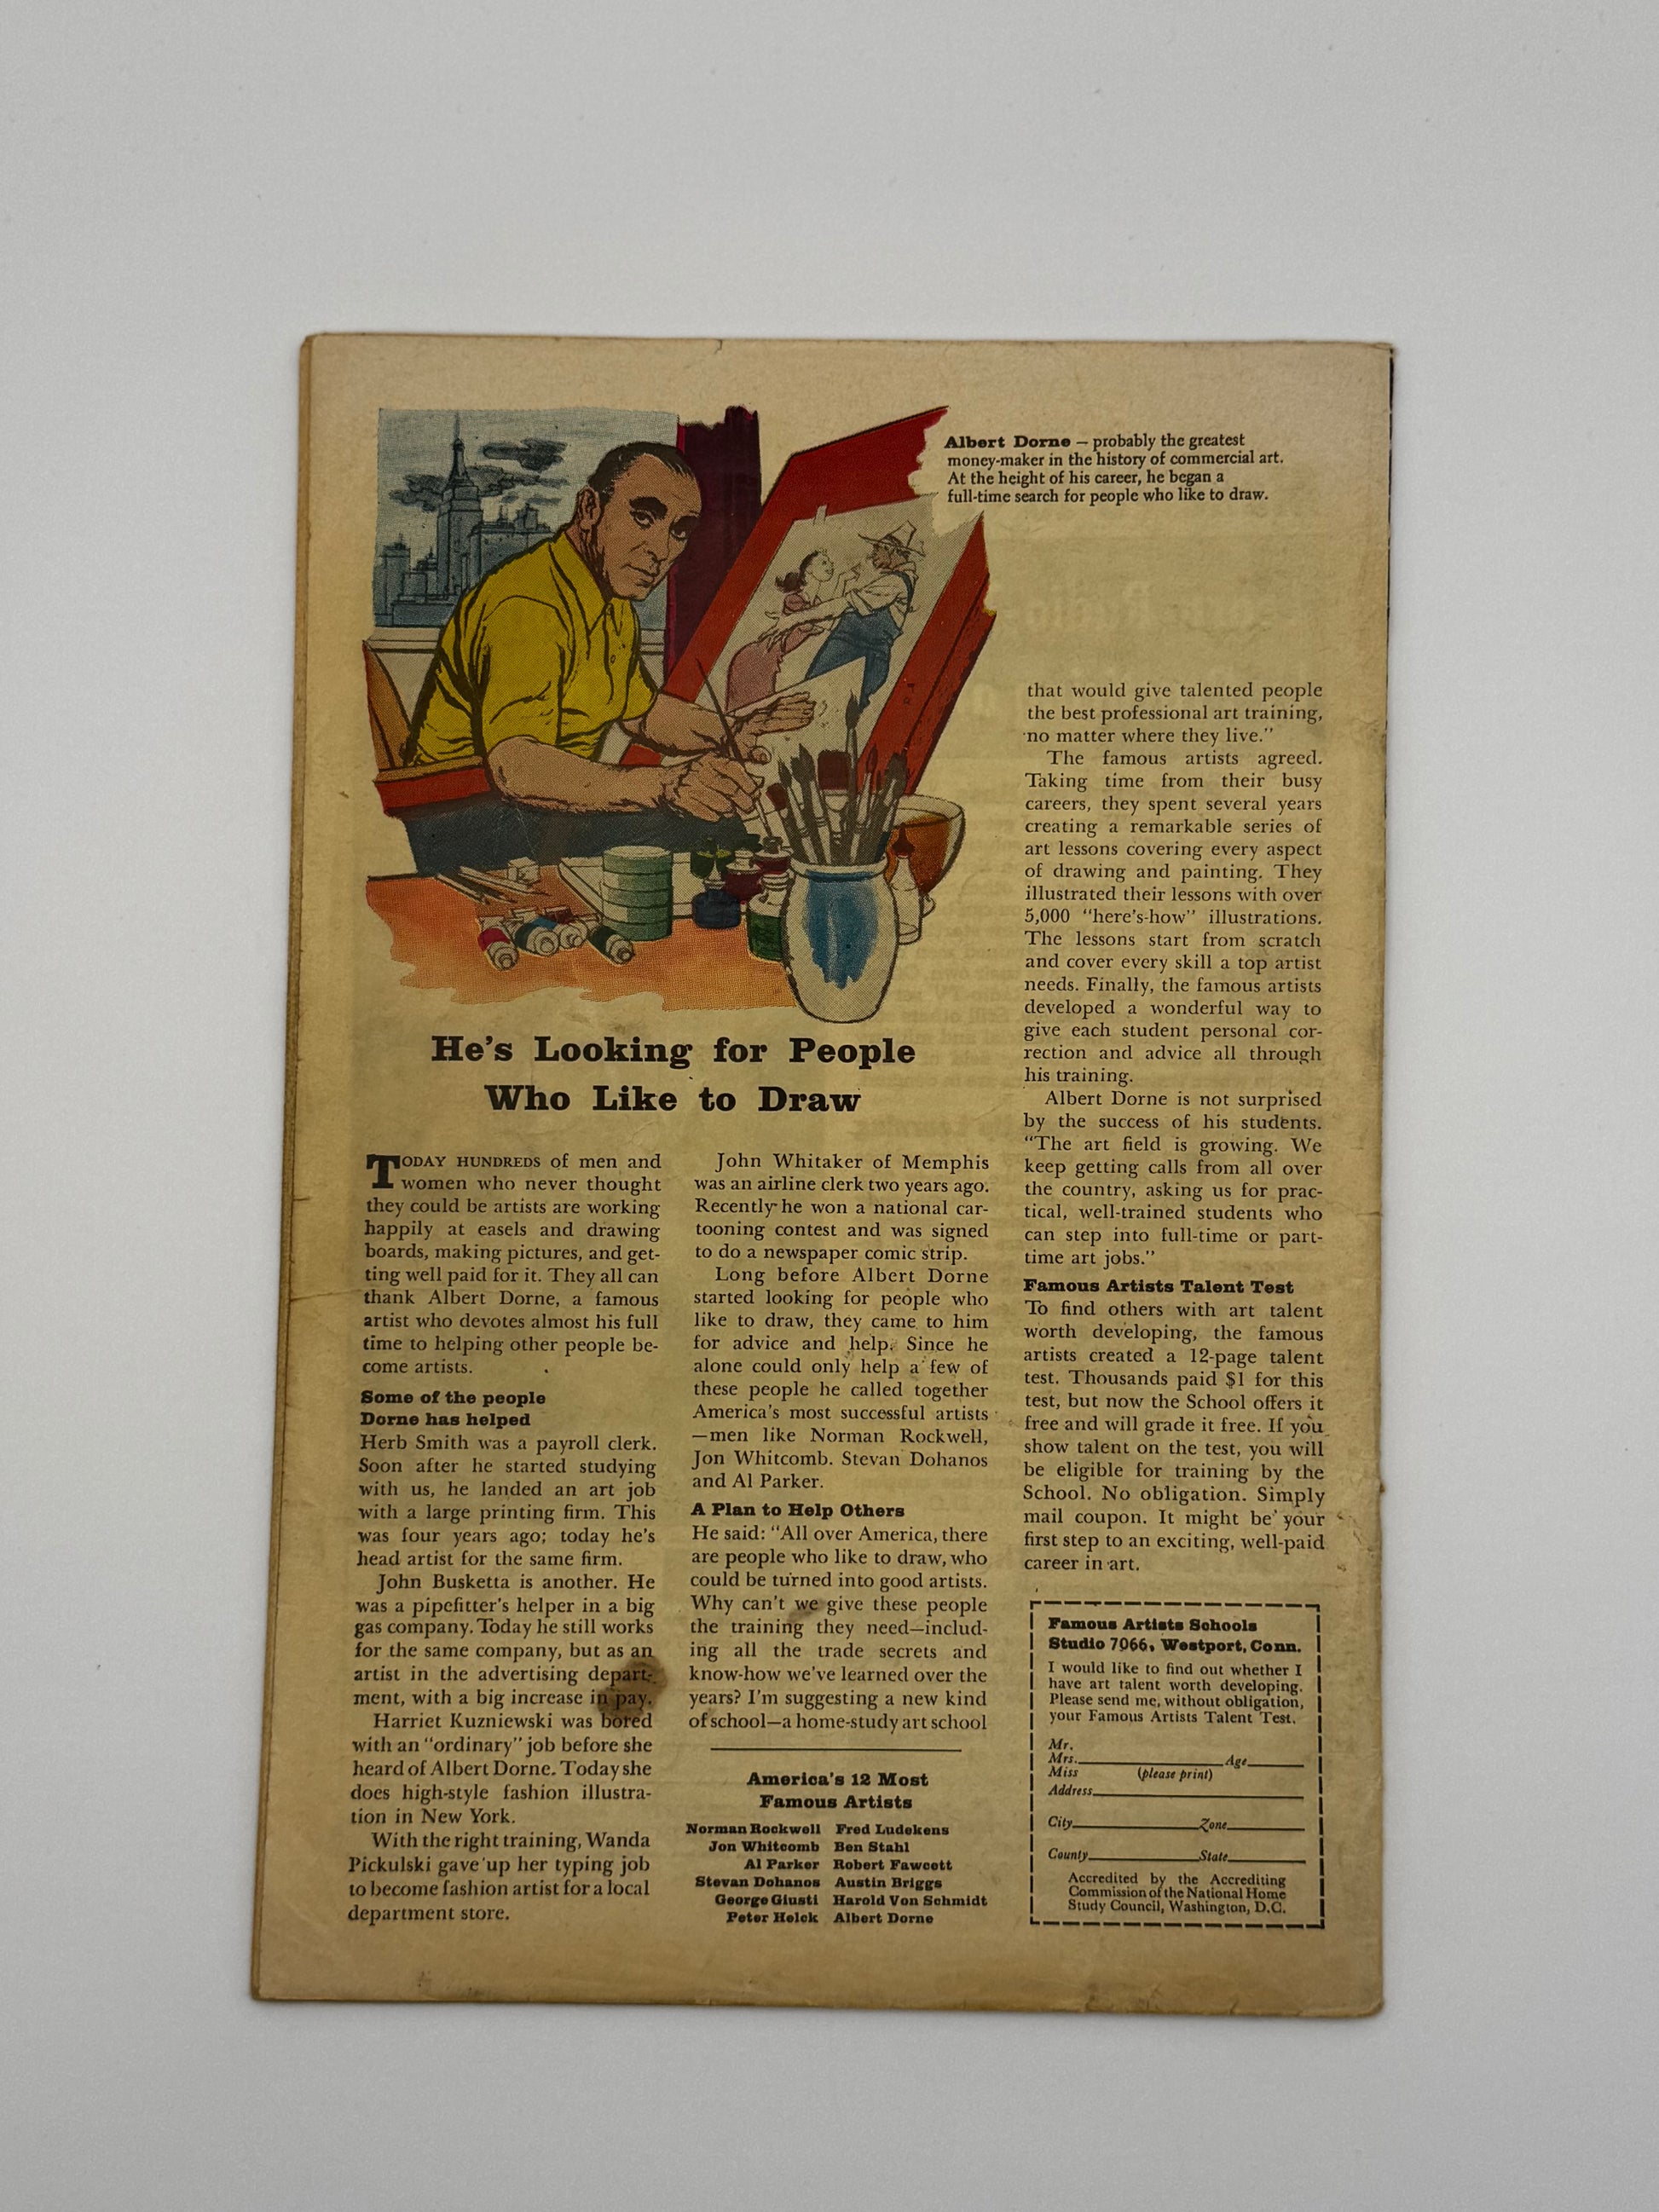 Albert Dorne — probably the greatest
money-maker in the history of commercial art.
At the height of his career, he began a
full-time search for people who like to draw.
He's Looking for People
Who Like to Draw
TODAY HUNDREDS of men and
women who never thought
they could be artists are working
happily at easels and drawing
boards, making pictures, and get-
ting well paid for it. They all can
thank Albert Dorne, a famous
artist who devotes almost his full
time to helping other people be-
come artists.
Some of the people
Dorne has helped
Herb Smith was a payroll clerk.
Soon after he started studying
with us, he landed an art job
with a large printing firm. This
was four years ago; today he's
head artist for the same firm.
John Busketta is another. He
was a pipefitter's helper in a big
gas company. Today he still works
for the same company, but as an
artist in the advertising depart-
ment, with a big increase in pay.
Harriet Kuzniewski was bored
with an "ordinary" job before she
heard of Albert Dorne. Today she
does high-style fashion illustra-
tion in New York.
With the right training, Wanda
Pickulski gave up her typing job
to become fashion artist for a local
department store.
John Whitaker of Memphis
was an airline clerk two years ago.
Recently he won a national car-
tooning contest and was signed
to do a newspaper comic strip.
Long before Albert Dorne
started looking for people who
like to draw, they came to him
for advice and help. Since he
alone could only help a few of
these people he called together
America's most successful artists
—men like Norman Rockwell,
Jon Whitcomb. Stevan Dohanos
and Al Parker.
A Plan to Help Others
He said: "All over America, there
are people who like to draw, who
could be turned into good artists.
Why can't we give these people
the training they need—includ-
ing all the trade secrets and
know-how we've learned over the
years? I'm suggesting a new kind
of school—a home-study art school
America's 12 Most
Famous Artists
Norman Rockwell Fred Ludekens
Jon Whitcomb Ben Stahl
Al Parker Robert Fawcett
Stevan Dohanos Austin Briggs
George Giusti Harold Von Schmidt
Peter Helck Albert Dorne
that would give talented people
the best professional art training,
no matter where they live."
The famous artists agreed.
Taking time from their busy
careers, they spent several years
creating a remarkable series of
art lessons covering every aspect
of drawing and painting. They
illustrated their lessons with over
5,000 "here's-how" illustrations.
The lessons start from scratch
and cover every skill a top artist
needs. Finally, the famous artists
developed a wonderful way to
give each student personal cor-
rection and advice all through
his training.
Albert Dorne is not surprised
by the success of his students.
"The art field is growing. We
keep getting calls from all over
the country, asking us for prac-
tical, well-trained students who
can step into full-time or part-
time art jobs."
Famous Artists Talent Test
To find others with art talent
worth developing, the famous
artists created a 12-page talent
test. Thousands paid $1 for this
test, but now the School offers it
free and will grade it free. If you
show talent on the test, you will
be eligible for training by the
School. No obligation. Simply
mail coupon. It might be your
first step to an exciting, well-paid
career in art.
Famous Artists Schools
Studio 7066, Westport, Conn.
I would like to find out whether I
have art talent worth developing.
Please send me, without obligation,
your Famous Artists Talent Test.
Mr.
Mrs. Age
Miss (please print)
Address
City Zone
County State
Accredited by the Accrediting
Commission of the National Home
Study Council, Washington, D.C.